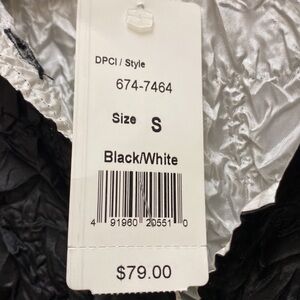 DPCI / Style
674-7464
Size S
Black/White
4 91960 20551 0
$79.00